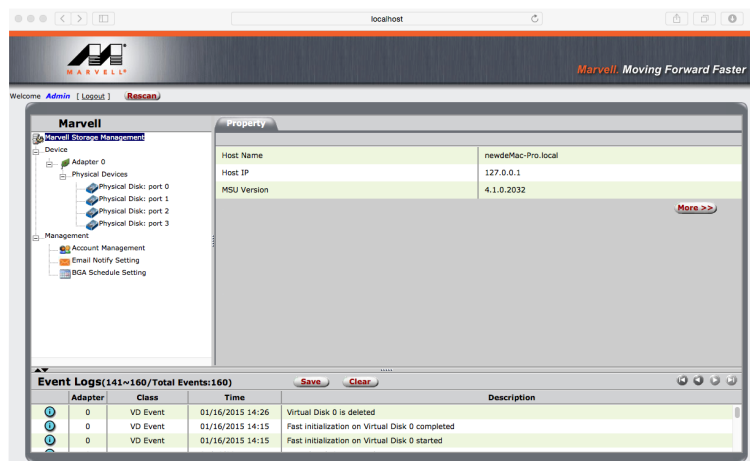 localhost
MARVELL®
Marvell. Moving Forward Faster
Welcome Admin [ Logout ] Rescan
Marvell
Property
Marvell Storage Management
Device
Adapter 0
Physical Devices
Physical Disk: port 0
Physical Disk: port 1
Physical Disk: port 2
Physical Disk: port 3
Management
Account Management
Email Notify Setting
BGA Schedule Setting
Host Name newdeMac-Pro.local
Host IP 127.0.0.1
MSU Version 4.1.0.2032
More >>
Event Logs(141~160/Total Events:160) Save Clear
Adapter Class Time Description
0 VD Event 01/16/2015 14:26 Virtual Disk 0 is deleted
0 VD Event 01/16/2015 14:15 Fast initialization on Virtual Disk 0 completed
0 VD Event 01/16/2015 14:15 Fast initialization on Virtual Disk 0 started